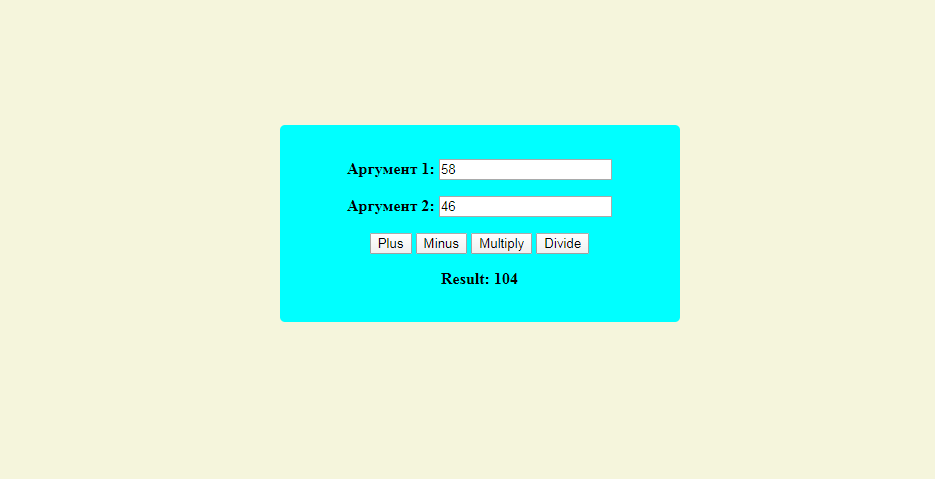 Аргумент 1: 58
Аргумент 2: 46
Plus Minus Multiply Divide
Result: 104